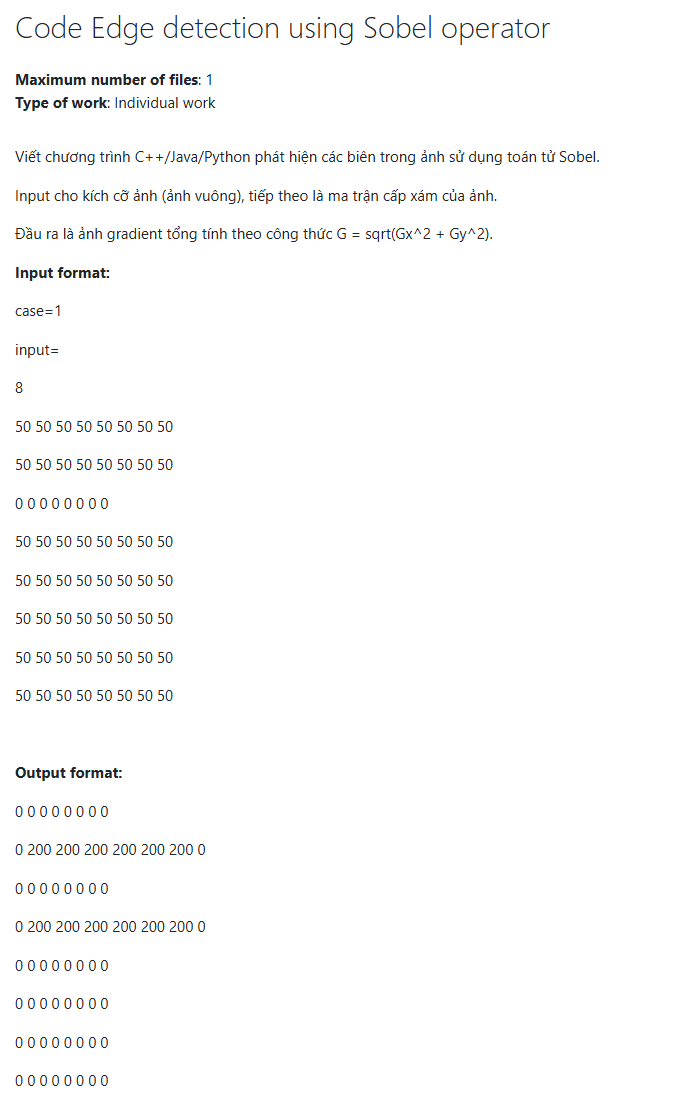 Code Edge detection using Sobel operator
Maximum number of files: 1
Type of work: Individual work
Viết chương trình C++/Java/Python phát hiện các biên trong ảnh sử dụng toán tử Sobel.
Input cho kích cỡ ảnh (ảnh vuông), tiếp theo là ma trận cấp xám của ảnh.
Đầu ra là ảnh gradient tổng tính theo công thức G = sqrt(Gx^2 + Gy^2).
Input format:
case=1
input=
8
50 50 50 50 50 50 50 50
50 50 50 50 50 50 50 50
0 0 0 0 0 0 0 0
50 50 50 50 50 50 50 50
50 50 50 50 50 50 50 50
50 50 50 50 50 50 50 50
50 50 50 50 50 50 50 50
50 50 50 50 50 50 50 50
Output format:
0 0 0 0 0 0 0 0
0 200 200 200 200 200 200 0
0 0 0 0 0 0 0 0
0 200 200 200 200 200 200 0
0 0 0 0 0 0 0 0
0 0 0 0 0 0 0 0
0 0 0 0 0 0 0 0
0 0 0 0 0 0 0 0